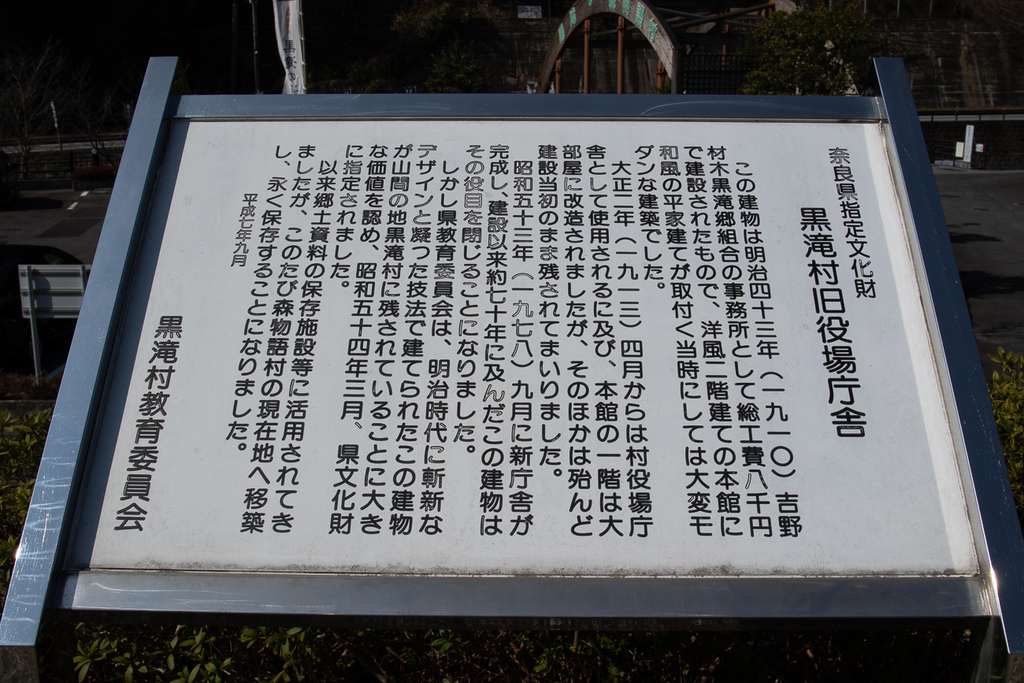 奈良県指定文化財
黒滝村旧役場庁舎
この建物は明治四十三年（一九一〇）吉野
材木黒滝郷組合の事務所として総工費八千円
で建設されたもので、洋風二階建ての本館に
和風の平家建てが取付く当時にしては大変モ
ダンな建築でした。
大正二年（一九一三）四月からは村役場庁
舎として使用されるに及び、本館の一階は大
部屋に改造されましたが、そのほかは殆んど
建設当初のまま残されてまいりました。
昭和五十三年（一九七八）九月に新庁舎が
完成し、建設以来約七十年に及んだこの建物は
その役目を閉じることになりました。
しかし県教育委員会は、明治時代に斬新な
デザインと凝った技法で建てられたこの建物
が山間の地黒滝村に残されていることに大き
な価値を認め、昭和五十四年三月、県文化財
に指定されました。
以来郷土資料の保存施設等に活用されてき
ましたが、このたび森物語村の現在地へ移築
し、永く保存することになりました。
平成七年九月
黒滝村教育委員会